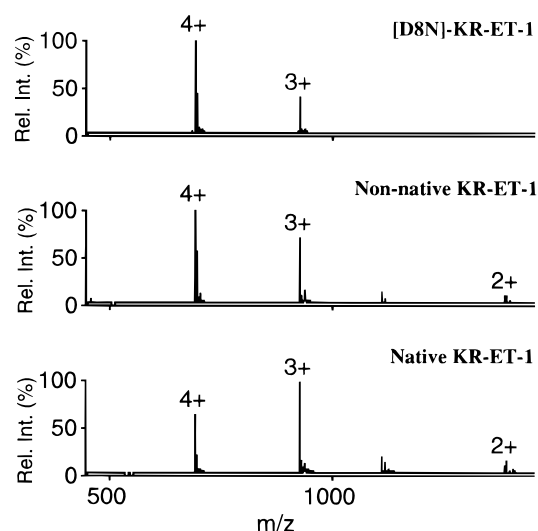 [D8N]-KR-ET-1
Rel. Int. (%)
100
50
0
4+
3+
Non-native KR-ET-1
Rel. Int. (%)
100
50
0
4+
3+
2+
Native KR-ET-1
Rel. Int. (%)
100
50
0
4+
3+
2+
500
1000
m/z